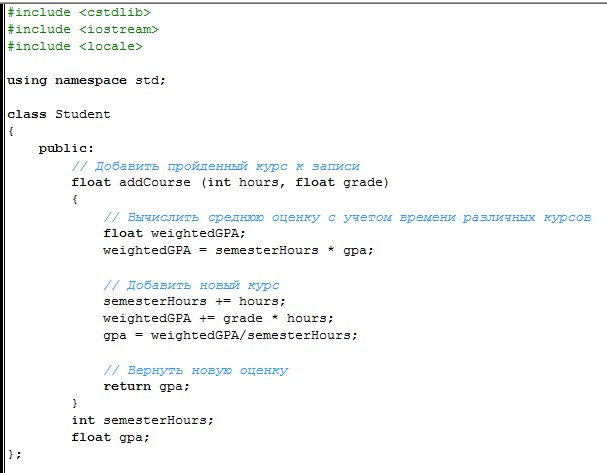 #include <cstdlib>
#include <iostream>
#include <locale>
using namespace std;
class Student
{
public:
// Добавить пройденный курс к записи
float addCourse (int hours, float grade)
{
// Вычислить среднюю оценку с учетом времени различных курсов
float weightedGPA;
weightedGPA = semesterHours * gpa;
// Добавить новый курс
semesterHours += hours;
weightedGPA += grade * hours;
gpa = weightedGPA/semesterHours;
// Вернуть новую оценку
return gpa;
}
int semesterHours;
float gpa;
};